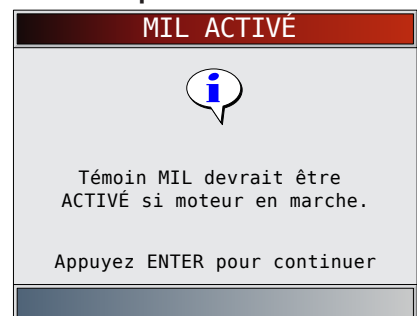 MIL ACTIVÉ
i
Témoin MIL devrait être
ACTIVÉ si moteur en marche.
Appuyez ENTER pour continuer